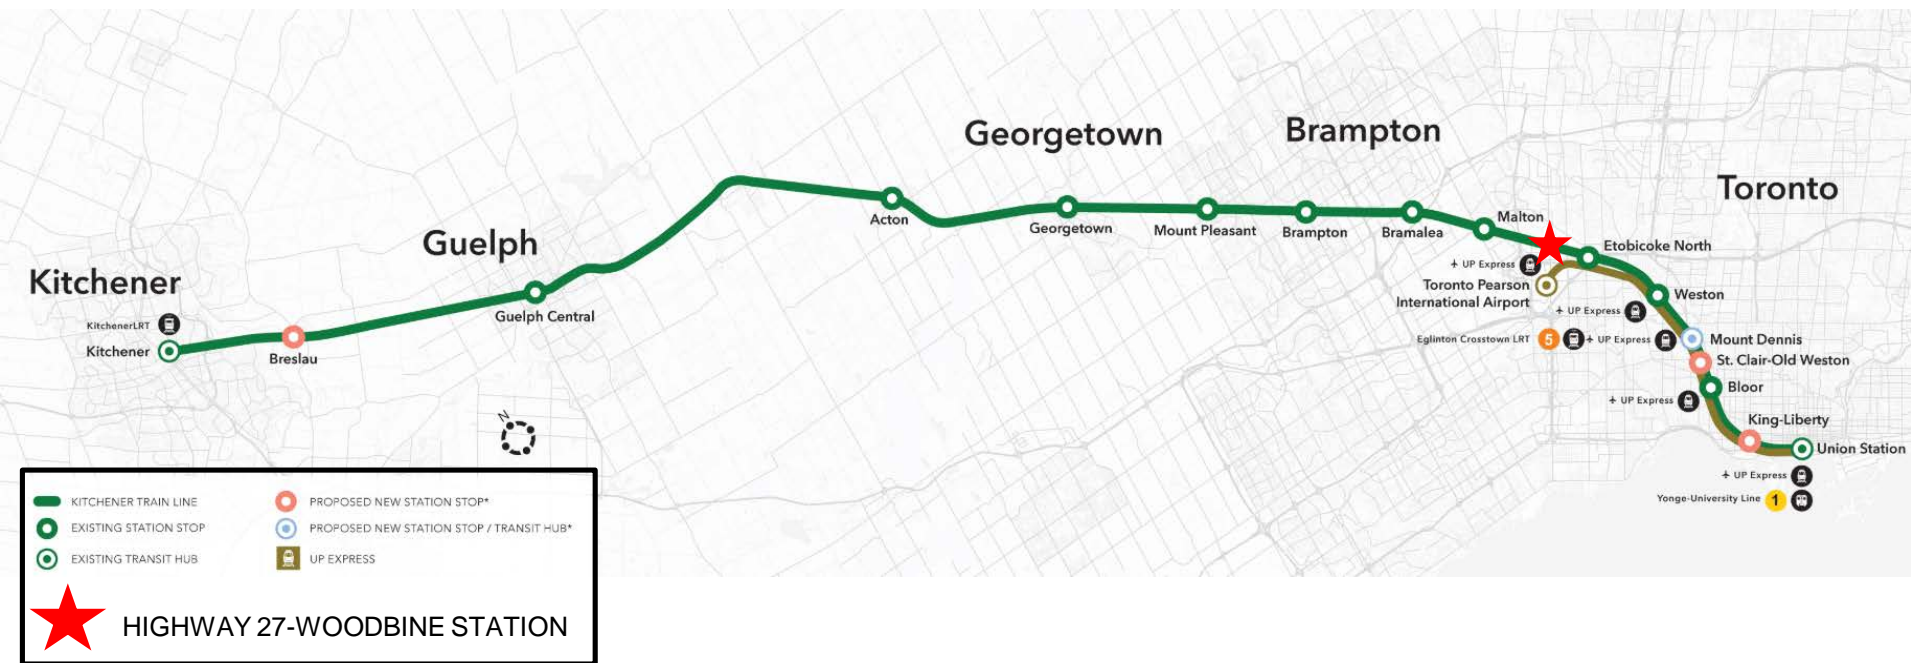 Georgetown
Brampton
Toronto
Guelph
Kitchener
KitchenerLRT
Kitchener
Breslau
Guelph Central
Acton
Georgetown
Mount Pleasant
Brampton
Bramalea
Malton
Etobicoke North
UP Express
Toronto Pearson
International Airport
Weston
UP Express
Eglinton Crosstown LRT 5
UP Express
Mount Dennis
St. Clair-Old Weston
Bloor
UP Express
King-Liberty
Union Station
UP Express
Yonge-University Line 1
N
KITCHENER TRAIN LINE
EXISTING STATION STOP
EXISTING TRANSIT HUB
PROPOSED NEW STATION STOP*
PROPOSED NEW STATION STOP / TRANSIT HUB*
UP EXPRESS
HIGHWAY 27-WOODBINE STATION